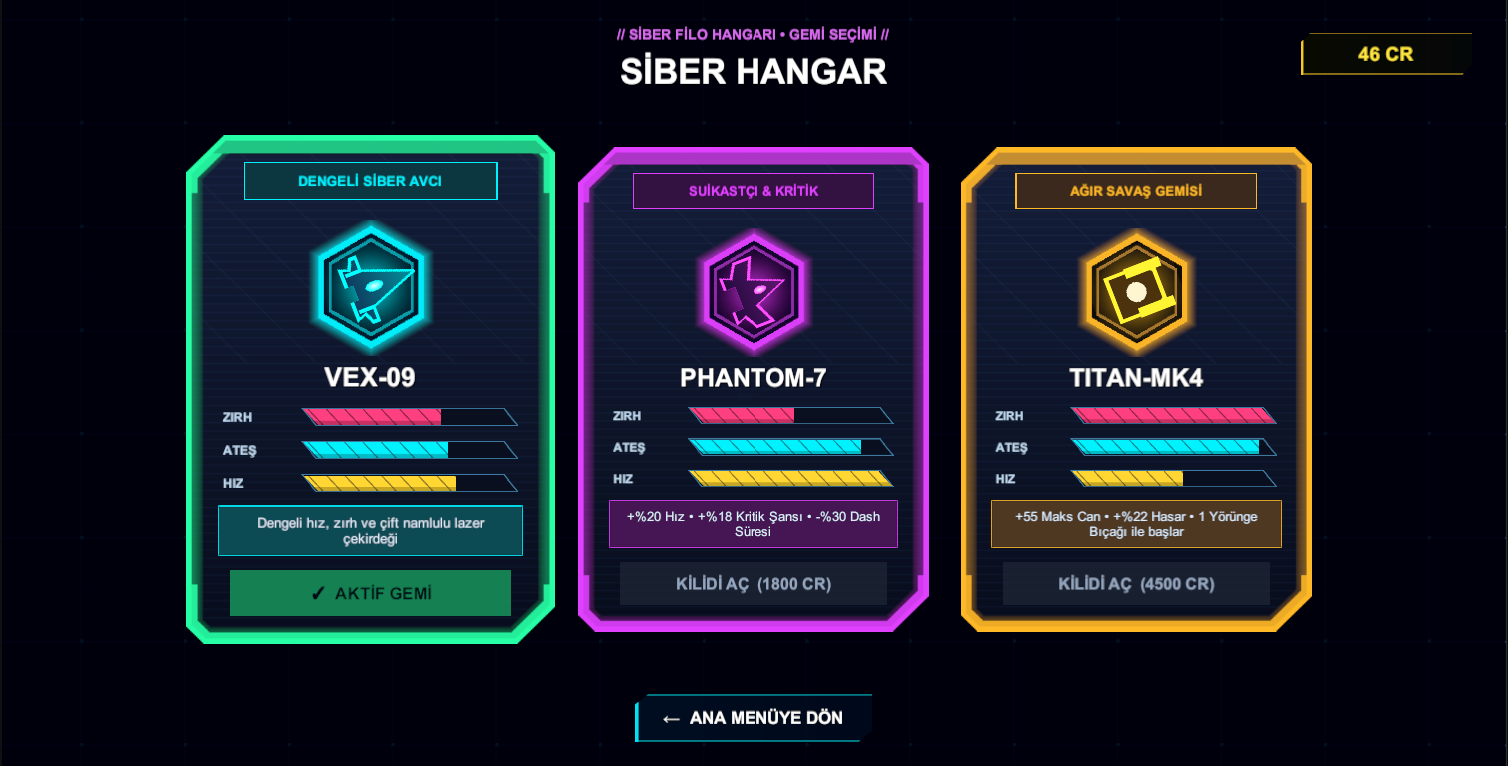 // SİBER FİLO HANGARI • GEMİ SEÇİMİ //
SİBER HANGAR
46 CR
DENGELİ SİBER AVCI
VEX-09
ZIRH
ATEŞ
HIZ
Dengeli hız, zırh ve çift namlulu lazer
çekirdeği
✓ AKTİF GEMİ
SUİKASTÇI & KRİTİK
PHANTOM-7
ZIRH
ATEŞ
HIZ
+%20 Hız • +%18 Kritik Şansı • -%30 Dash
Süresi
KİLİDİ AÇ (1800 CR)
AĞIR SAVAŞ GEMİSİ
TITAN-MK4
ZIRH
ATEŞ
HIZ
+55 Maks Can • +%22 Hasar • 1 Yörünge
Bıçağı ile başlar
KİLİDİ AÇ (4500 CR)
← ANA MENÜYE DÖN